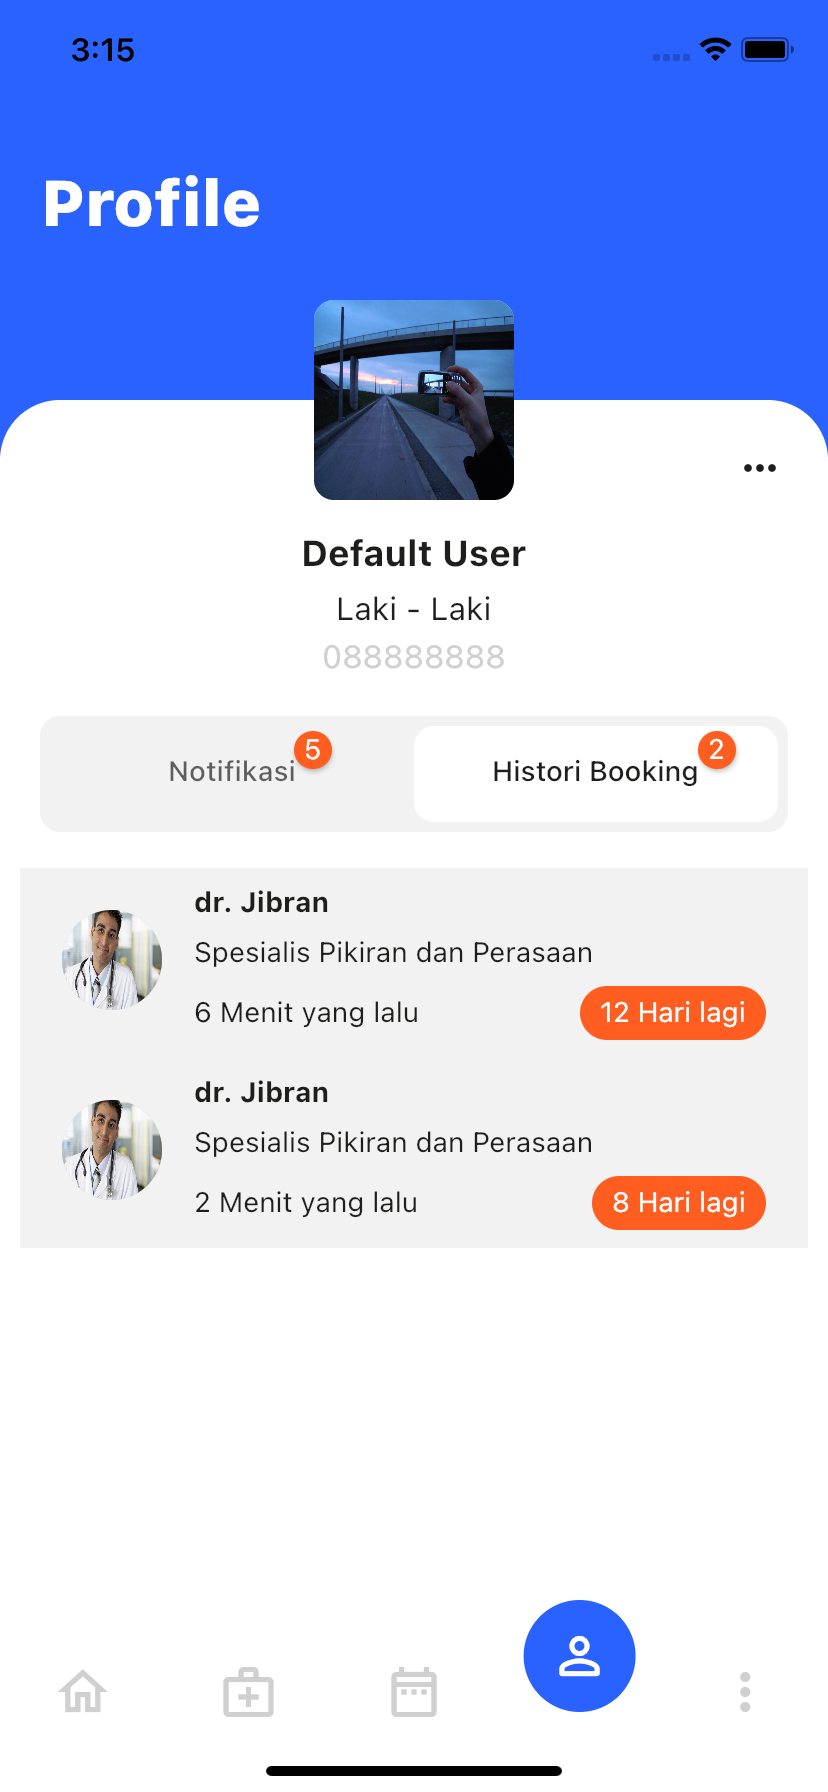 3:15
Profile
Default User
Laki - Laki
088888888
Notifikasi 5
Histori Booking 2
dr. Jibran
Spesialis Pikiran dan Perasaan
6 Menit yang lalu 12 Hari lagi
dr. Jibran
Spesialis Pikiran dan Perasaan
2 Menit yang lalu 8 Hari lagi